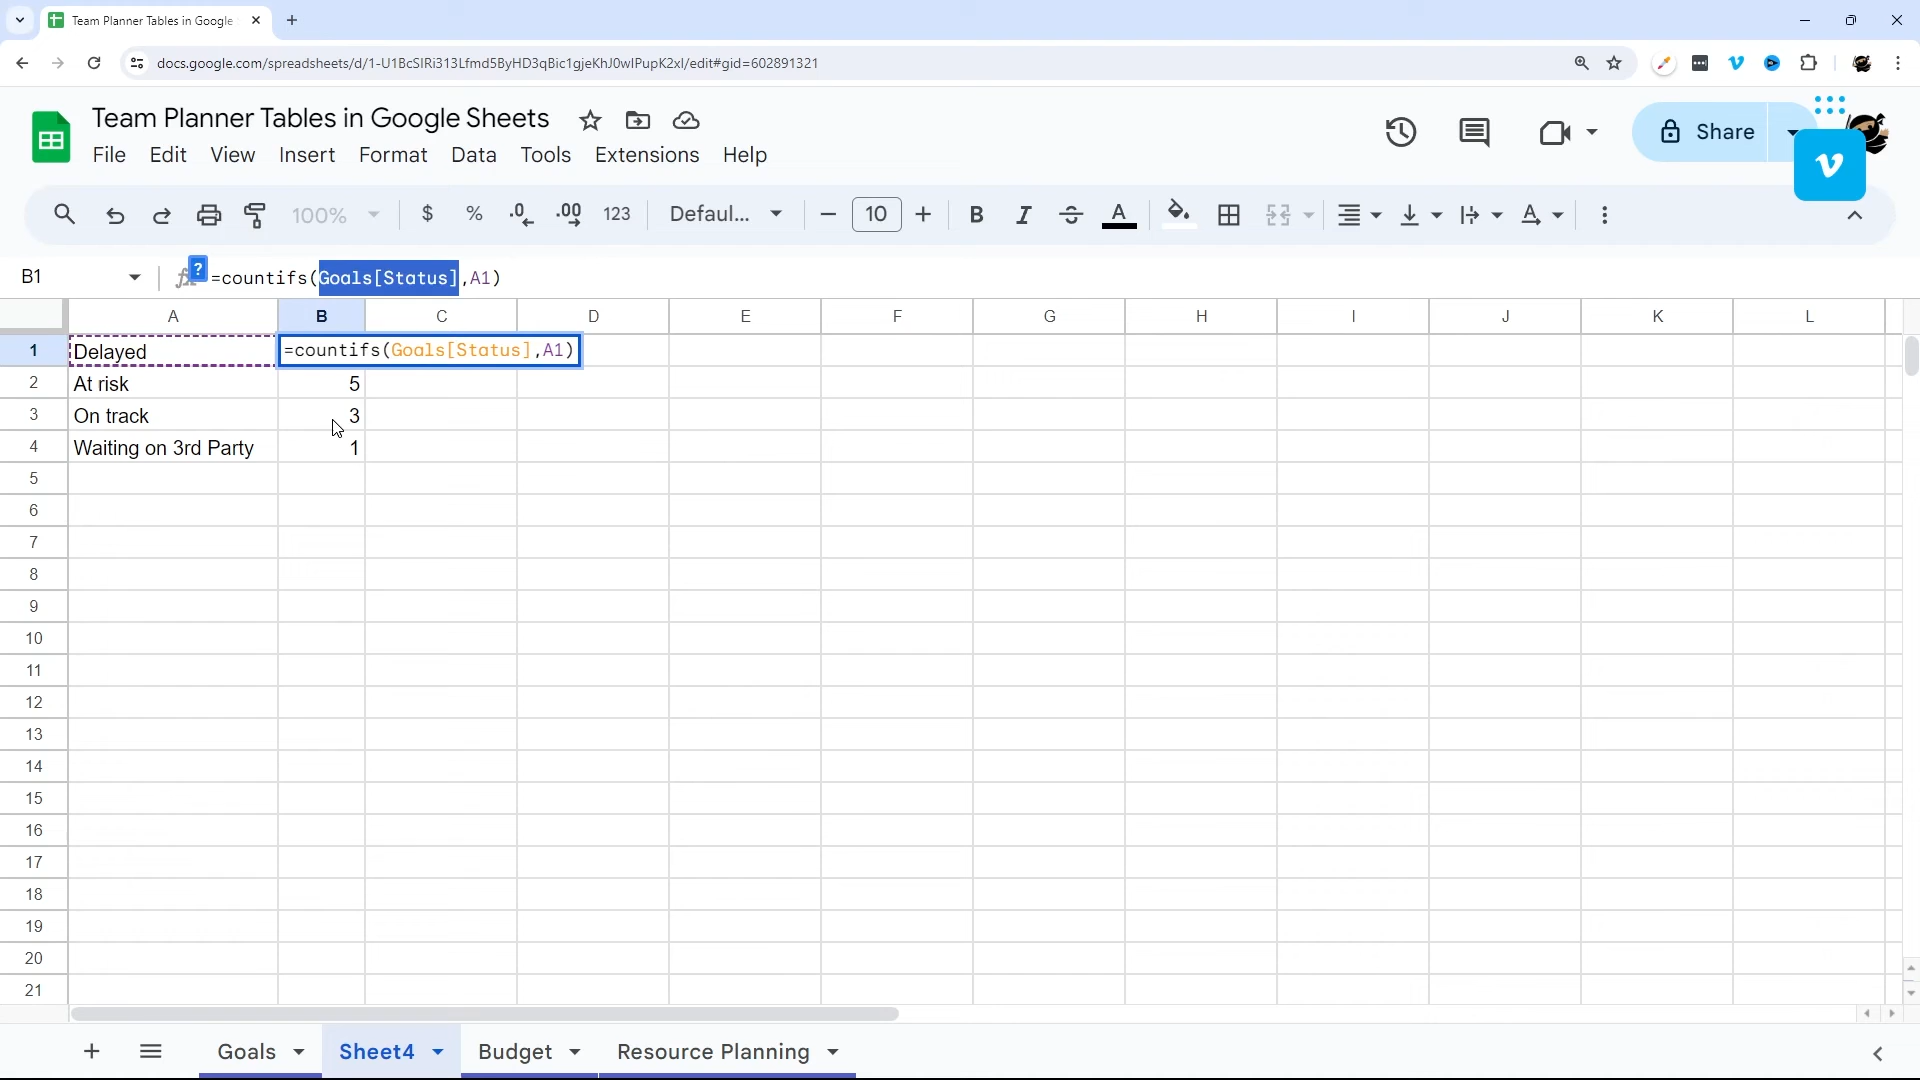 Team Planner Tables in Google
docs.google.com/spreadsheets/d/1-U1BcSIRi313Lfmd5ByHD3qBic1gjeKhJ0wIPupK2xI/edit#gid=602891321
Team Planner Tables in Google Sheets
File Edit View Insert Format Data Tools Extensions Help
Share
100% $ % .0 .00 123 Defaul... 10 B I A
B1 ? =countifs(Goals[Status],A1)
A B C D E F G H I J K L
1 Delayed =countifs(Goals[Status],A1)
2 At risk 5
3 On track 3
4 Waiting on 3rd Party 1
5
6
7
8
9
10
11
12
13
14
15
16
17
18
19
20
21
Goals Sheet4 Budget Resource Planning